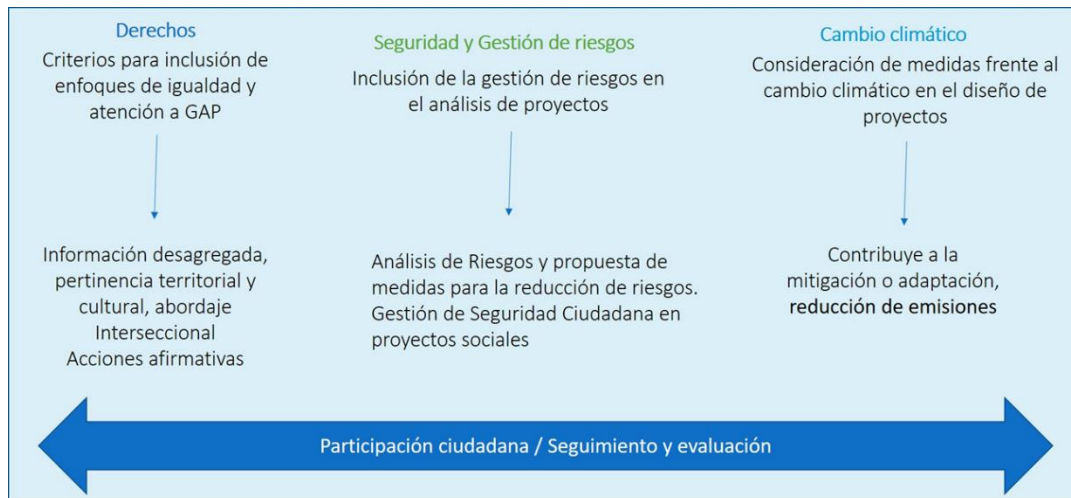 Derechos
Criterios para inclusión de
enfoques de igualdad y
atención a GAP
Información desagregada,
pertinencia territorial y
cultural, abordaje
Interseccional
Acciones afirmativas
Seguridad y Gestión de riesgos
Inclusión de la gestión de riesgos en
el análisis de proyectos
Análisis de Riesgos y propuesta de
medidas para la reducción de riesgos.
Gestión de Seguridad Ciudadana en
proyectos sociales
Cambio climático
Consideración de medidas frente al
cambio climático en el diseño de
proyectos
Contribuye a la
mitigación o adaptación,
reducción de emisiones
Participación ciudadana / Seguimiento y evaluación